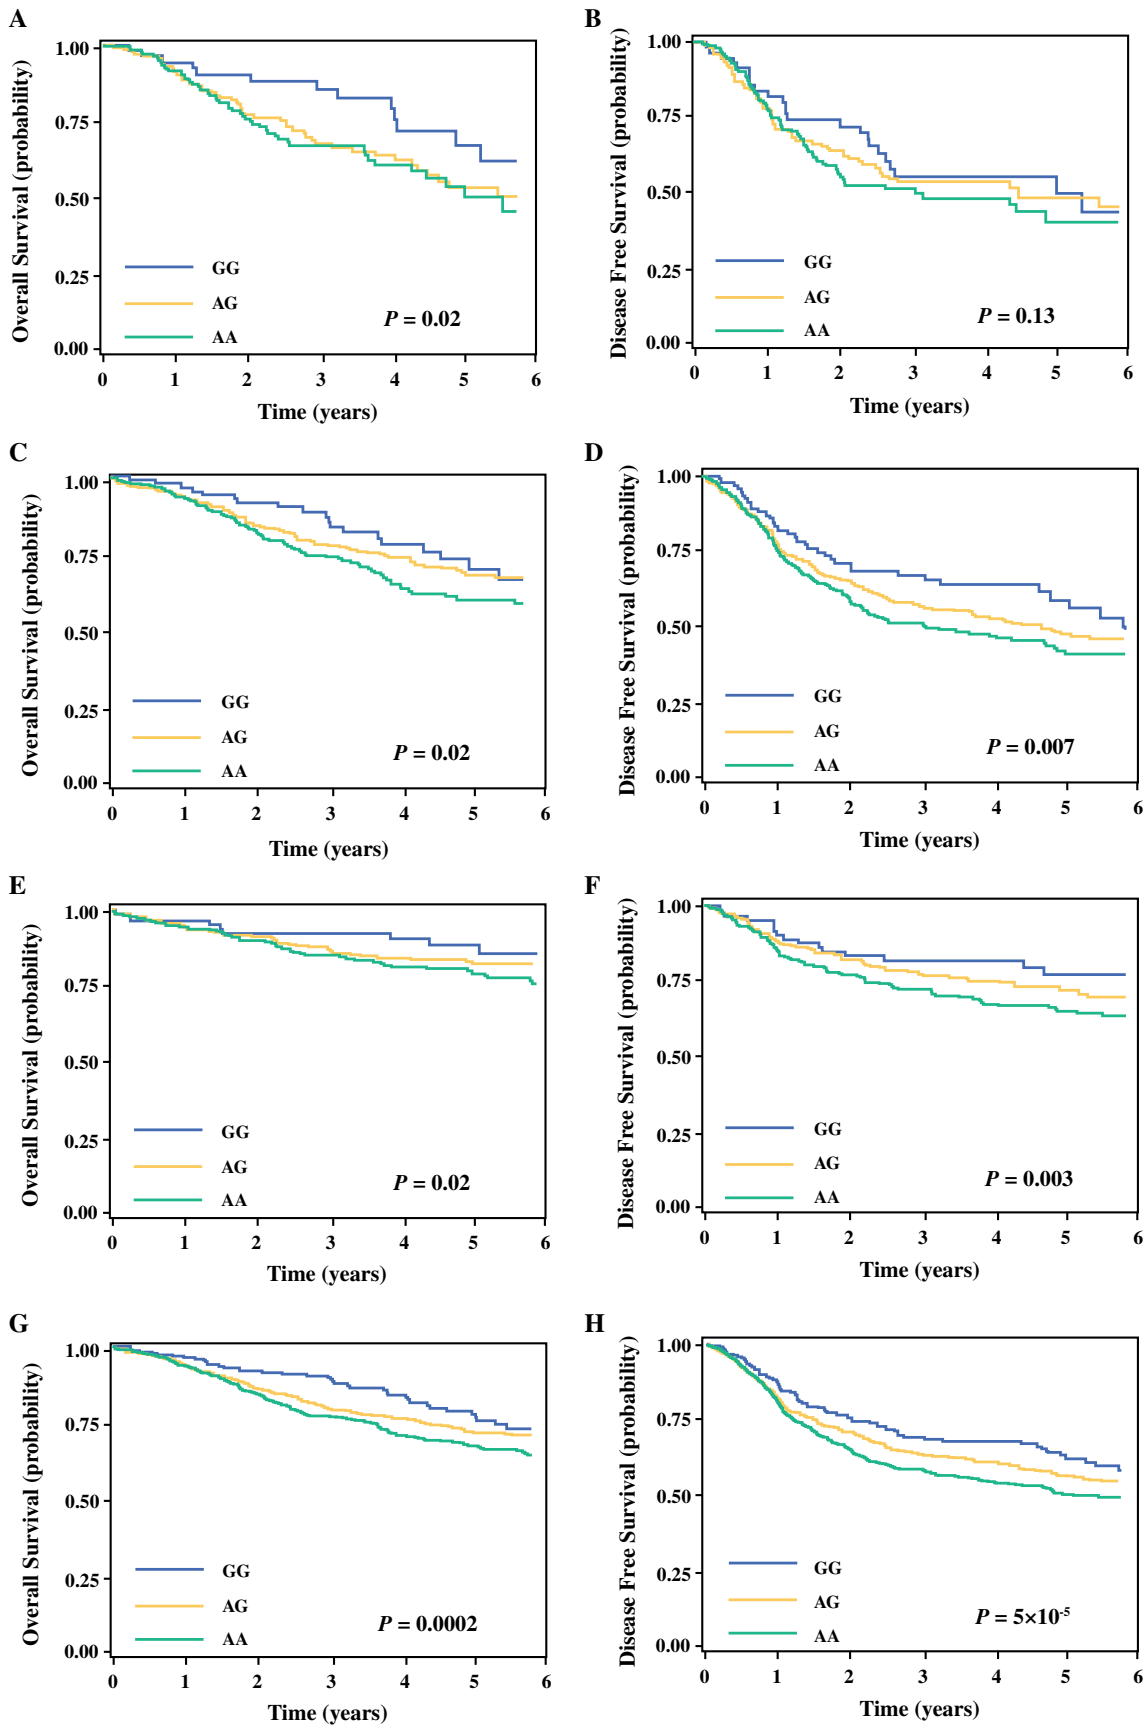 A
Overall Survival (probability)
1.00
0.75
0.50
0.25
0.00
GG
AG
AA
P = 0.02
0 1 2 3 4 5 6
Time (years)
B
Disease Free Survival (probability)
1.00
0.75
0.50
0.25
0.00
GG
AG
AA
P = 0.13
0 1 2 3 4 5 6
Time (years)
C
Overall Survival (probability)
1.00
0.75
0.50
0.25
0.00
GG
AG
AA
P = 0.02
0 1 2 3 4 5 6
Time (years)
D
Disease Free Survival (probability)
1.00
0.75
0.50
0.25
0.00
GG
AG
AA
P = 0.007
0 1 2 3 4 5 6
Time (years)
E
Overall Survival (probability)
1.00
0.75
0.50
0.25
0.00
GG
AG
AA
P = 0.02
0 1 2 3 4 5 6
Time (years)
F
Disease Free Survival (probability)
1.00
0.75
0.50
0.25
0.00
GG
AG
AA
P = 0.003
0 1 2 3 4 5 6
Time (years)
G
Overall Survival (probability)
1.00
0.75
0.50
0.25
0.00
GG
AG
AA
P = 0.0002
0 1 2 3 4 5 6
Time (years)
H
Disease Free Survival (probability)
1.00
0.75
0.50
0.25
0.00
GG
AG
AA
P = 5×10⁻⁵
0 1 2 3 4 5 6
Time (years)